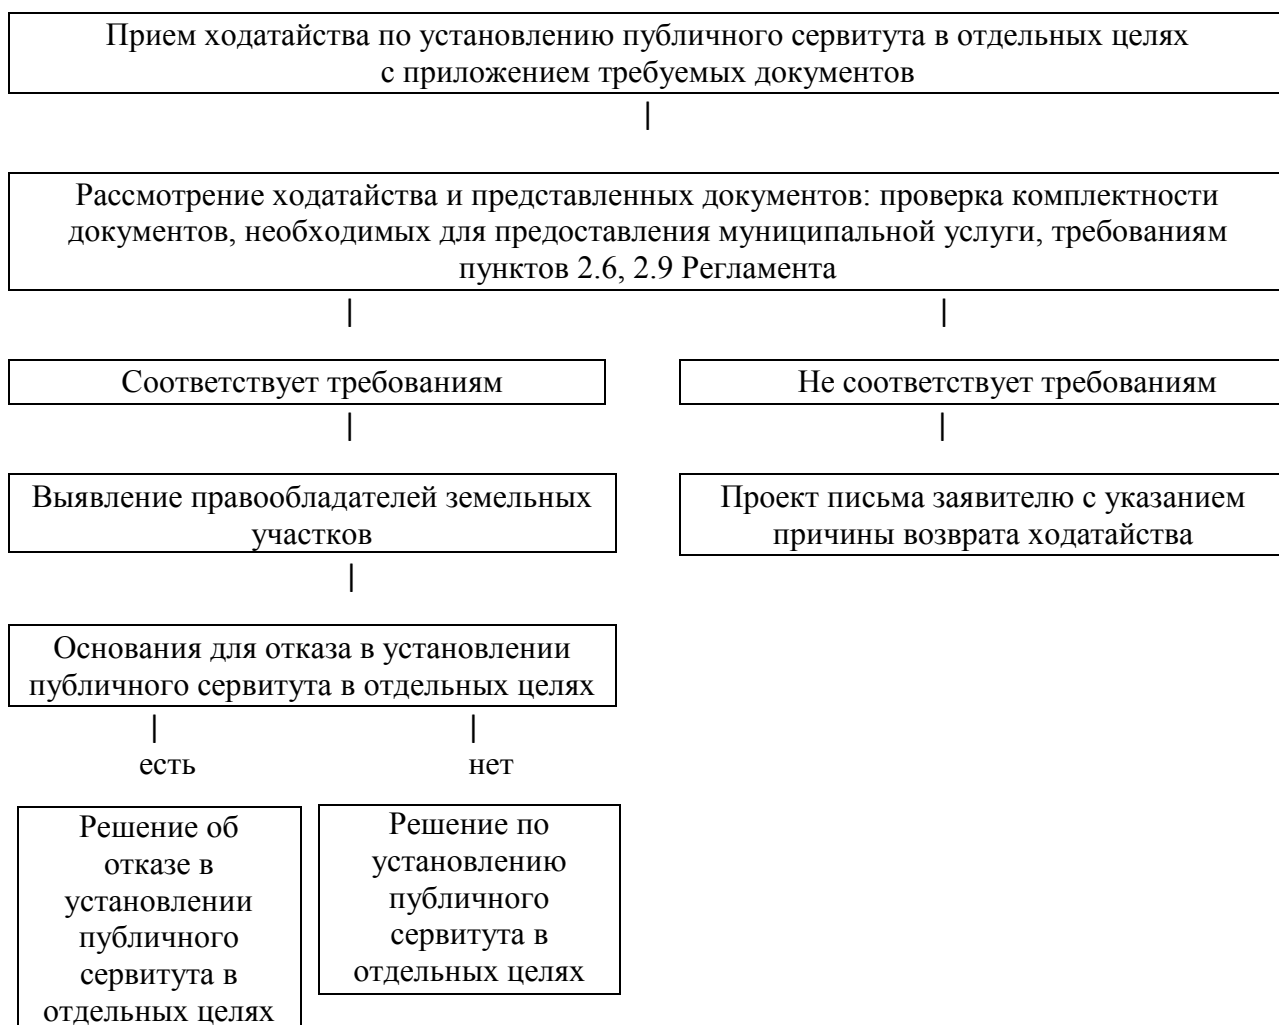 Прием ходатайства по установлению публичного сервитута в отдельных целях
с приложением требуемых документов
|
Рассмотрение ходатайства и представленных документов: проверка комплектности
документов, необходимых для предоставления муниципальной услуги, требованиям
пунктов 2.6, 2.9 Регламента
| |
Соответствует требованиям
Не соответствует требованиям
| |
Выявление правообладателей земельных
участков
Проект письма заявителю с указанием
причины возврата ходатайства
|
Основания для отказа в установлении
публичного сервитута в отдельных целях
| |
есть
нет
Решение об
отказе в
установлении
публичного
сервитута в
отдельных целях
Решение по
установлению
публичного
сервитута в
отдельных целях